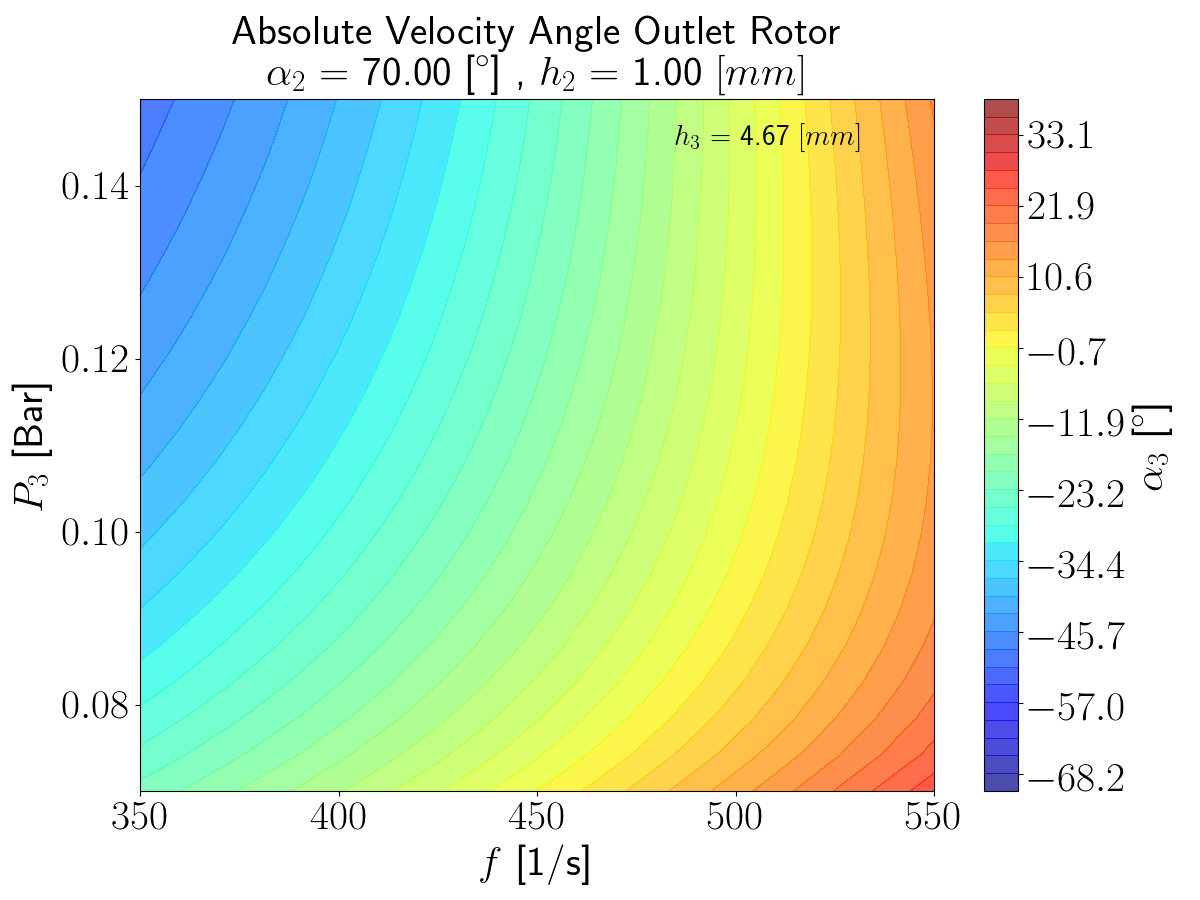 Absolute Velocity Angle Outlet Rotor
α₂ = 70.00 [°] , h₂ = 1.00 [mm]
h₃ = 4.67 [mm]
P₃ [Bar]
0.14
0.12
0.10
0.08
350 400 450 500 550
f [1/s]
33.1
21.9
10.6
−0.7
−11.9
−23.2
−34.4
−45.7
−57.0
−68.2
α₃ [°]